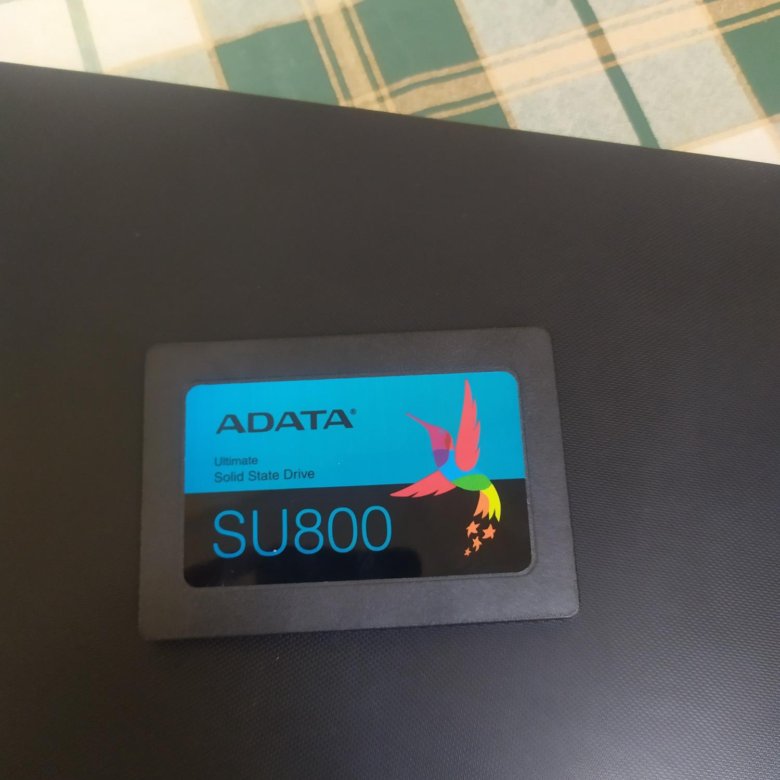 ADATA®
Ultimate
Solid State Drive
SU800